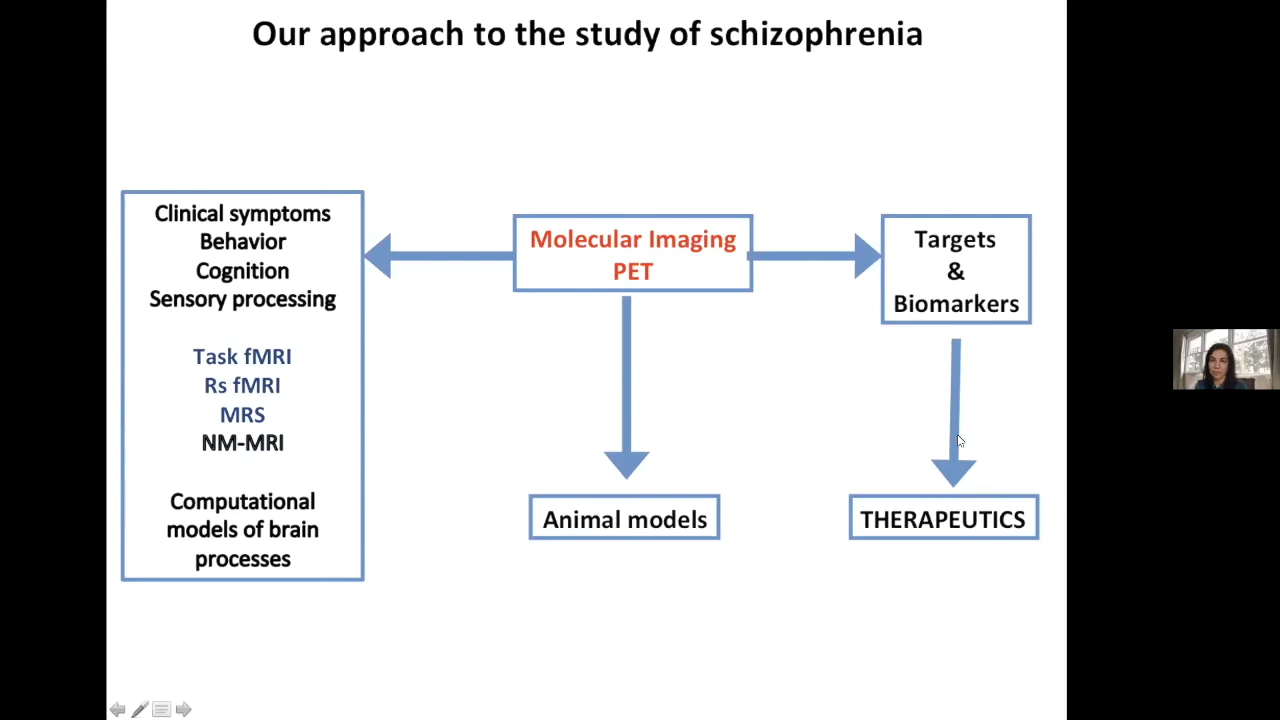 Our approach to the study of schizophrenia
Clinical symptoms
Behavior
Cognition
Sensory processing
Task fMRI
Rs fMRI
MRS
NM-MRI
Computational
models of brain
processes
Molecular Imaging
PET
Animal models
Targets
&
Biomarkers
THERAPEUTICS